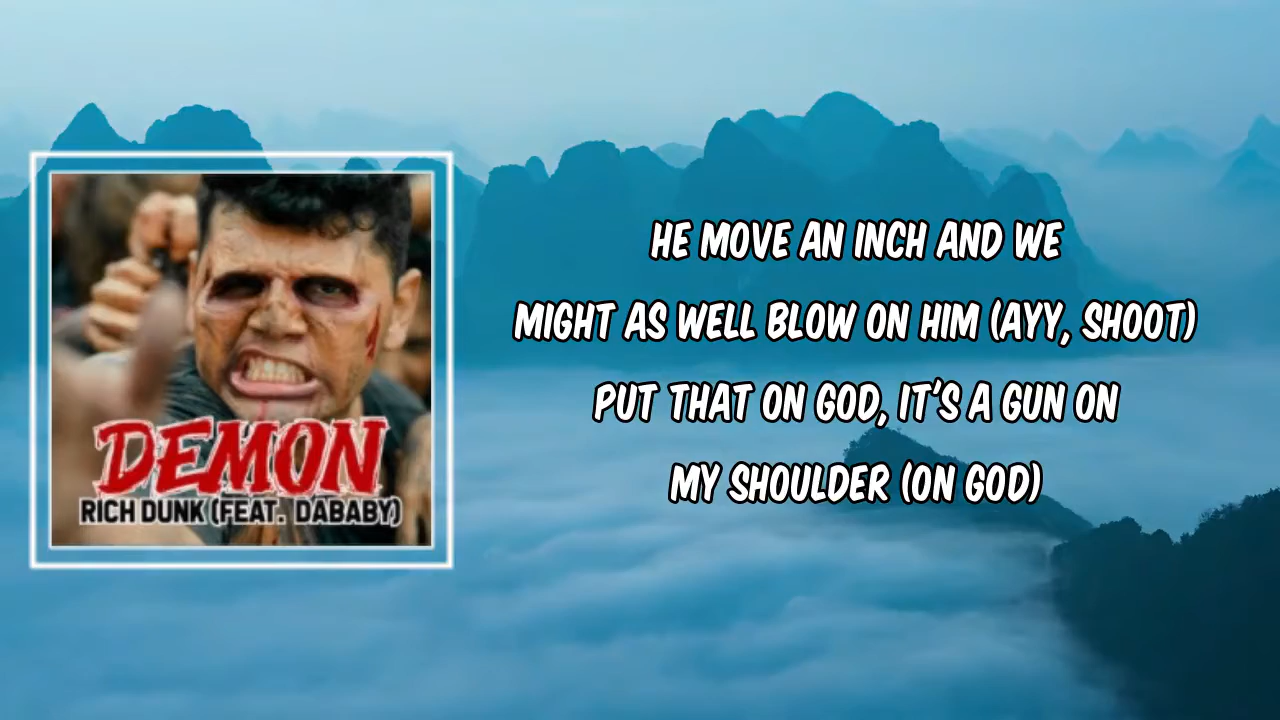 DEMON
RICH DUNK (FEAT. DABABY)
HE MOVE AN INCH AND WE
MIGHT AS WELL BLOW ON HIM (AYY, SHOOT)
PUT THAT ON GOD, IT'S A GUN ON
MY SHOULDER (ON GOD)